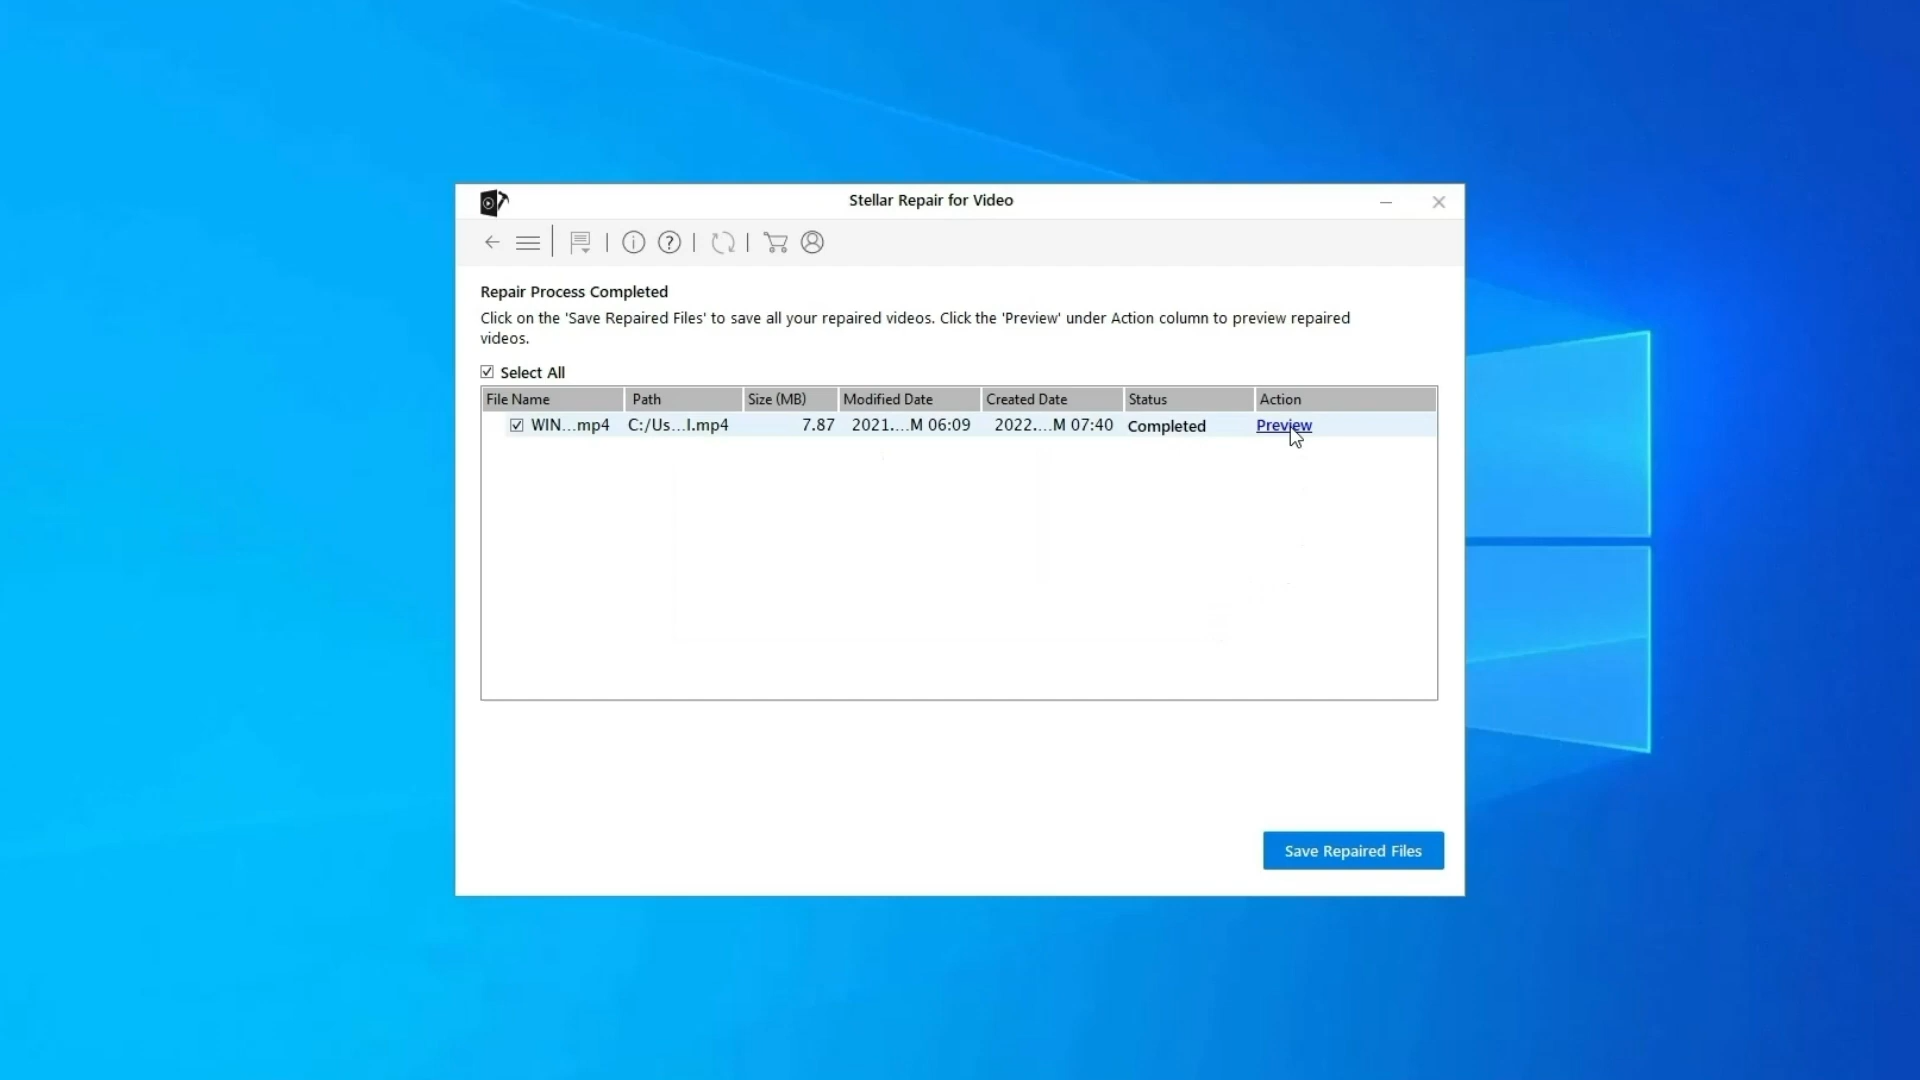 Stellar Repair for Video
Repair Process Completed
Click on the 'Save Repaired Files' to save all your repaired videos. Click the 'Preview' under Action column to preview repaired
videos.
Select All
File Name Path Size (MB) Modified Date Created Date Status Action
WIN...mp4 C:/Us...I.mp4 7.87 2021....M 06:09 2022....M 07:40 Completed Preview
Save Repaired Files